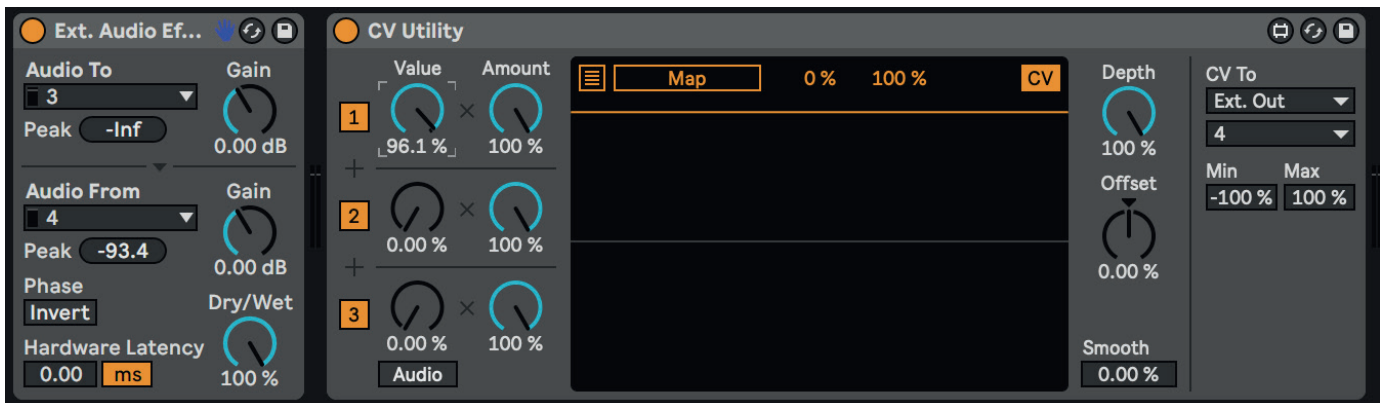 Ext. Audio Ef...
Audio To
Gain
3
Peak -Inf
0.00 dB
Audio From
Gain
4
Peak -93.4
0.00 dB
Phase
Invert
Dry/Wet
Hardware Latency
0.00 ms
100 %
CV Utility
Value Amount
1
96.1 % 100 %
2
0.00 % 100 %
3
0.00 % 100 %
Audio
Map 0 % 100 % CV
Depth
100 %
Offset
0.00 %
Smooth
0.00 %
CV To
Ext. Out
4
Min Max
-100 % 100 %